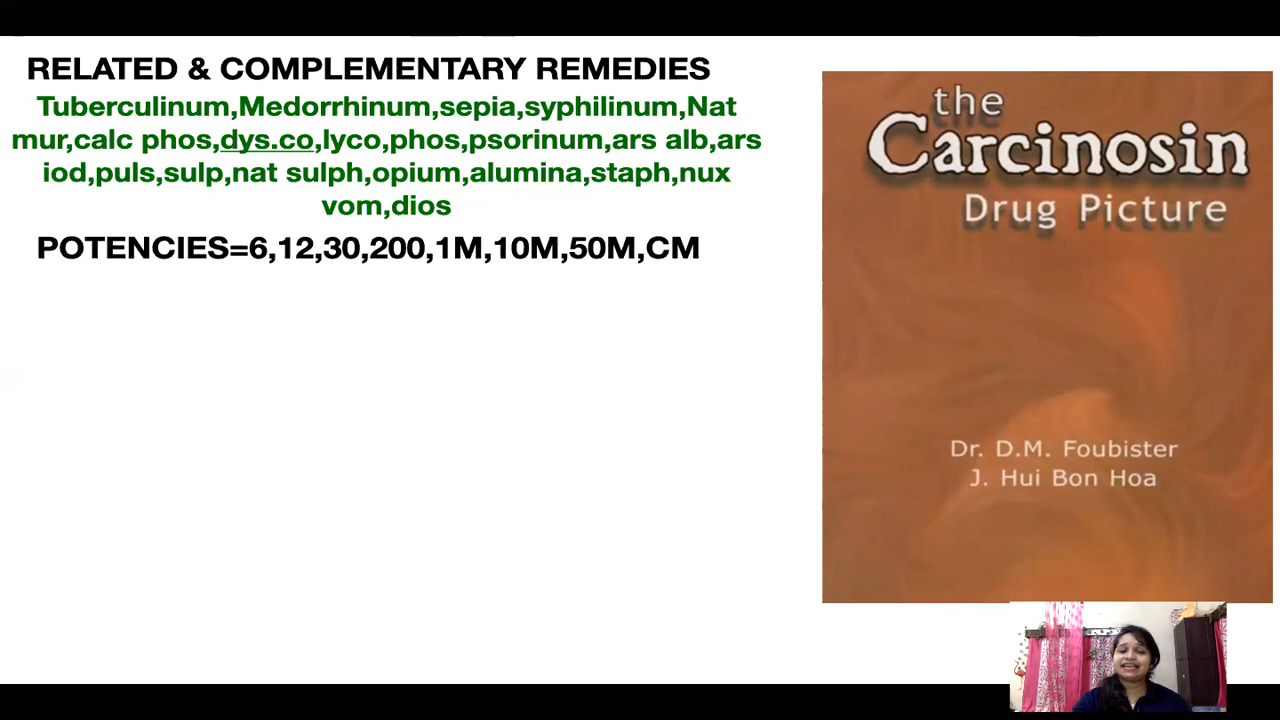 RELATED & COMPLEMENTARY REMEDIES
Tuberculinum,Medorrhinum,sepia,syphilinum,Nat
mur,calc phos,dys.co,lyco,phos,psorinum,ars alb,ars
iod,puls,sulp,nat sulph,opium,alumina,staph,nux
vom,dios
POTENCIES=6,12,30,200,1M,10M,50M,CM
the
Carcinosin
Drug Picture
Dr. D.M. Foubister
J. Hui Bon Hoa